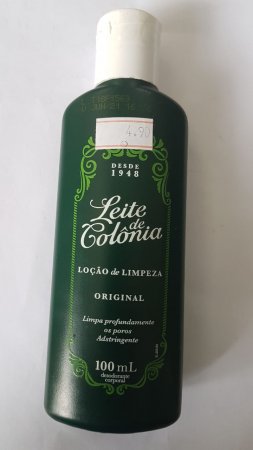 4.90
DESDE
1948
Leite
de
Colônia
LOÇÃO de LIMPEZA
ORIGINAL
Limpa profundamente
os poros
Adstringente
100 mL
desodorante
corporal